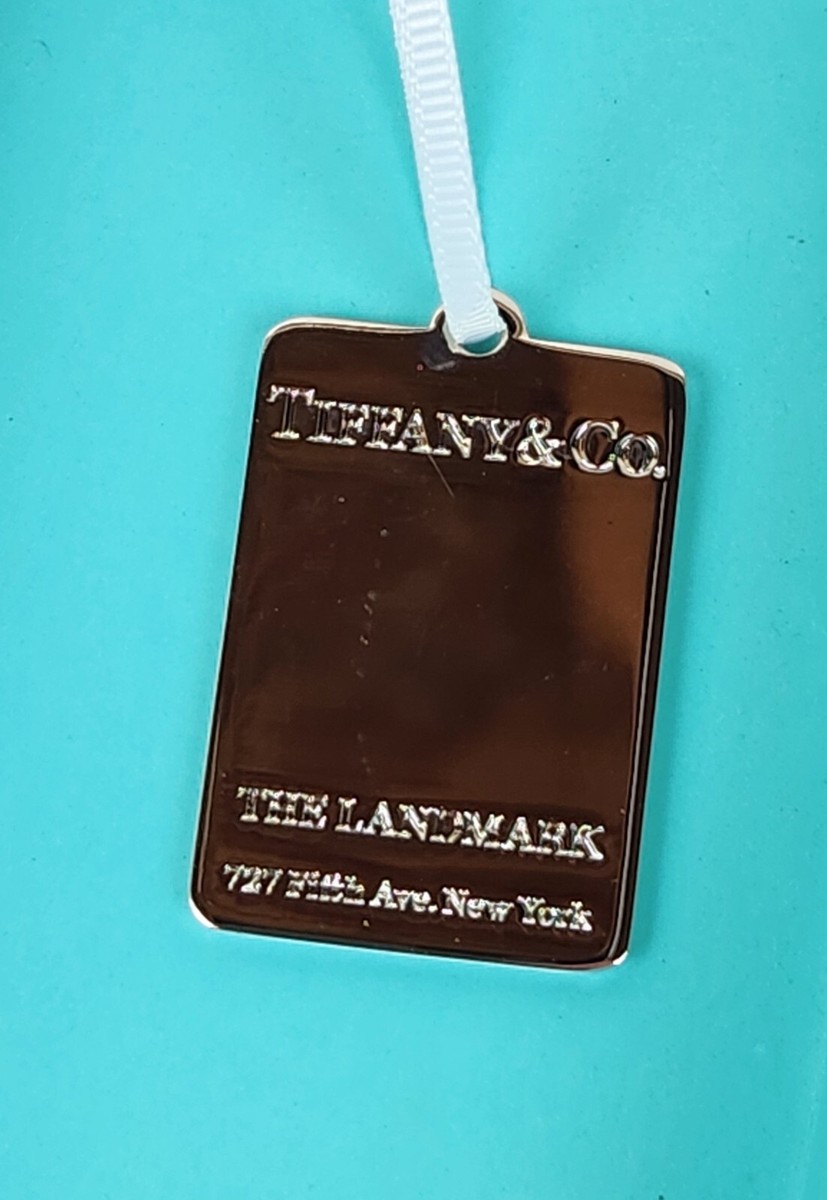 TIFFANY & CO.
THE LANDMARK
727 Fifth Ave. New York